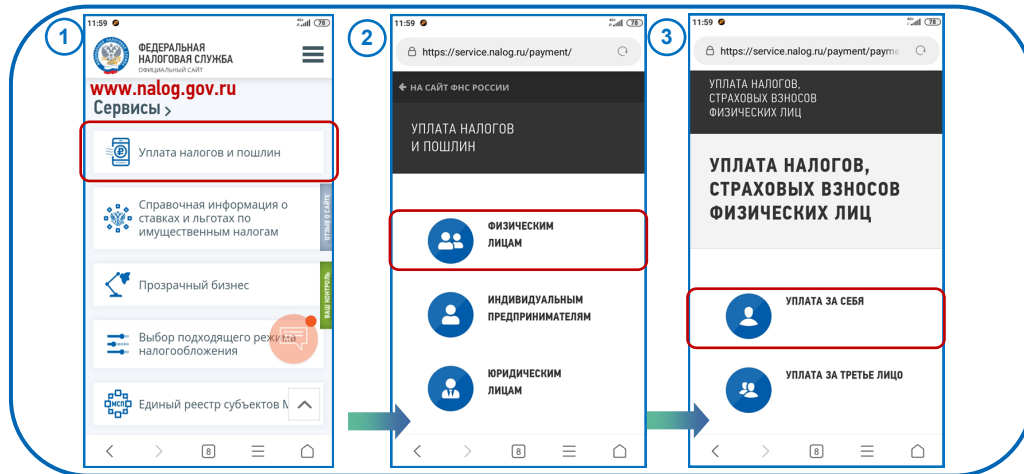 1
11:59
78
ФЕДЕРАЛЬНАЯ
НАЛОГОВАЯ СЛУЖБА
ОФИЦИАЛЬНЫЙ САЙТ
www.nalog.gov.ru
Сервисы >
Уплата налогов и пошлин
Справочная информация о
ставках и льготах по
имущественным налогам
ОТЗЫВ О САЙТЕ
Прозрачный бизнес
ВАШ КОНТРОЛЬ
Выбор подходящего режима
налогообложения
МСП
Единый реестр субъектов М
8
2
11:59
78
https://service.nalog.ru/payment/
НА САЙТ ФНС РОССИИ
УПЛАТА НАЛОГОВ
И ПОШЛИН
ФИЗИЧЕСКИМ
ЛИЦАМ
ИНДИВИДУАЛЬНЫМ
ПРЕДПРИНИМАТЕЛЯМ
ЮРИДИЧЕСКИМ
ЛИЦАМ
8
3
11:59
78
https://service.nalog.ru/payment/payme
УПЛАТА НАЛОГОВ,
СТРАХОВЫХ ВЗНОСОВ
ФИЗИЧЕСКИХ ЛИЦ
УПЛАТА НАЛОГОВ,
СТРАХОВЫХ ВЗНОСОВ
ФИЗИЧЕСКИХ ЛИЦ
УПЛАТА ЗА СЕБЯ
УПЛАТА ЗА ТРЕТЬЕ ЛИЦО
8